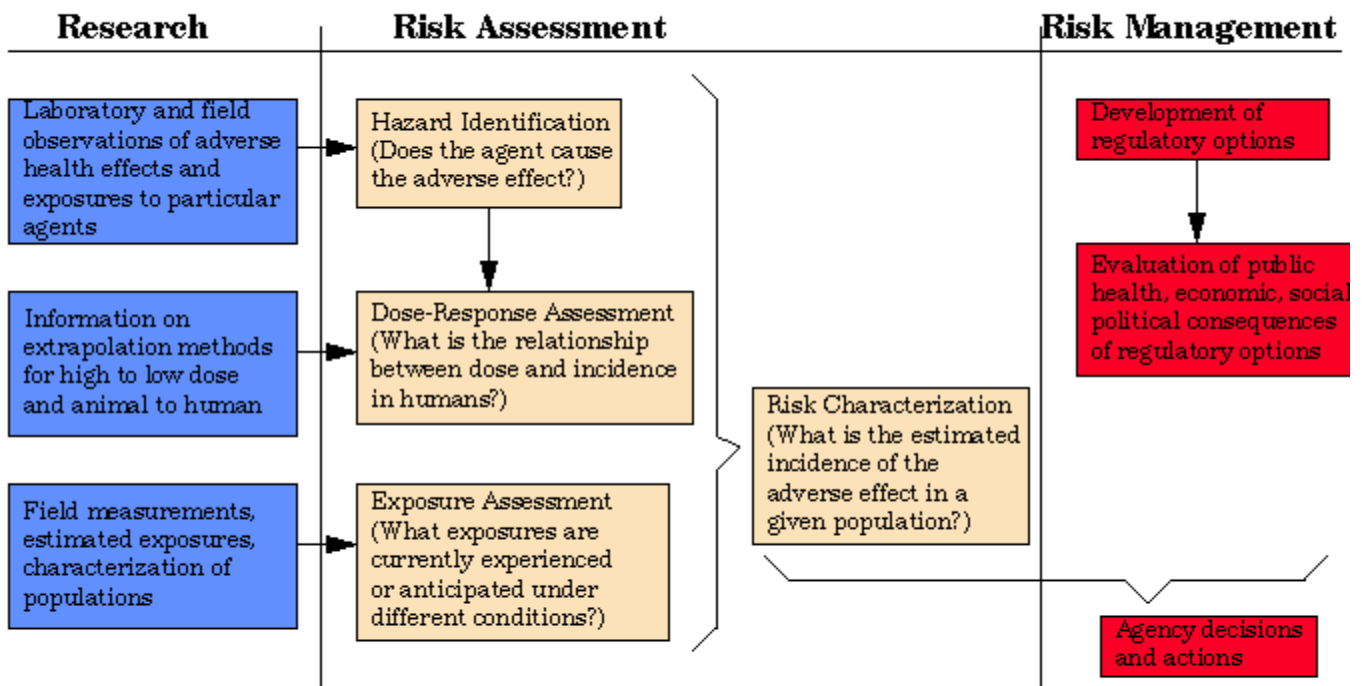 Research
Risk Assessment
Risk Management
Laboratory and field
observations of adverse
health effects and
exposures to particular
agents
Hazard Identification
(Does the agent cause
the adverse effect?)
Development of
regulatory options
Information on
extrapolation methods
for high to low dose
and animal to human
Dose-Response Assessment
(What is the relationship
between dose and incidence
in humans?)
Evaluation of public
health, economic, social
political consequences
of regulatory options
Risk Characterization
(What is the estimated
incidence of the
adverse effect in a
given population?)
Field measurements,
estimated exposures,
characterization of
populations
Exposure Assessment
(What exposures are
currently experienced
or anticipated under
different conditions?)
Agency decisions
and actions